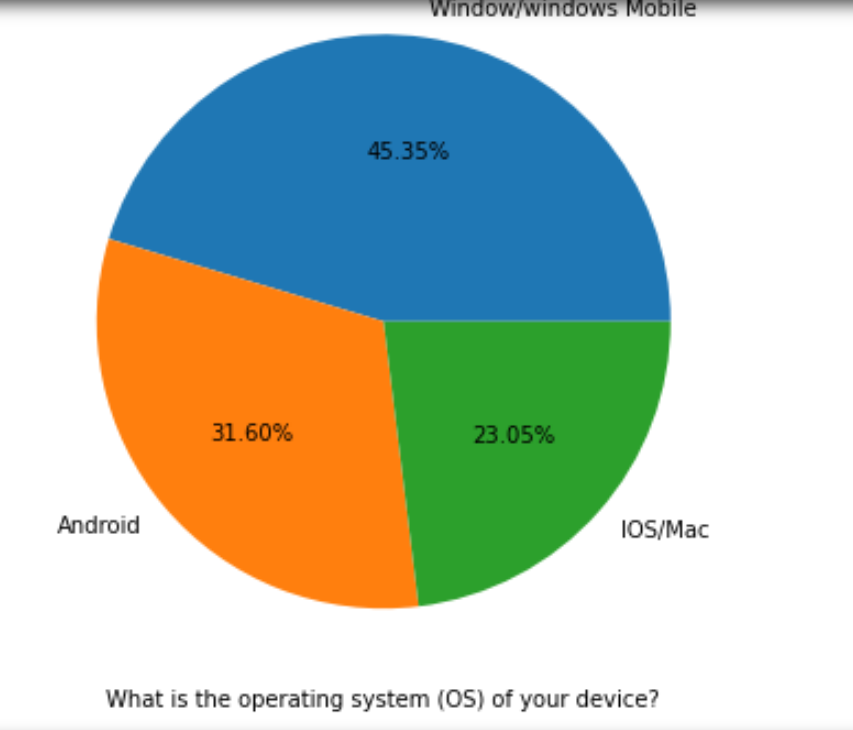 Window/windows Mobile
45.35%
31.60%
23.05%
Android
IOS/Mac
What is the operating system (OS) of your device?